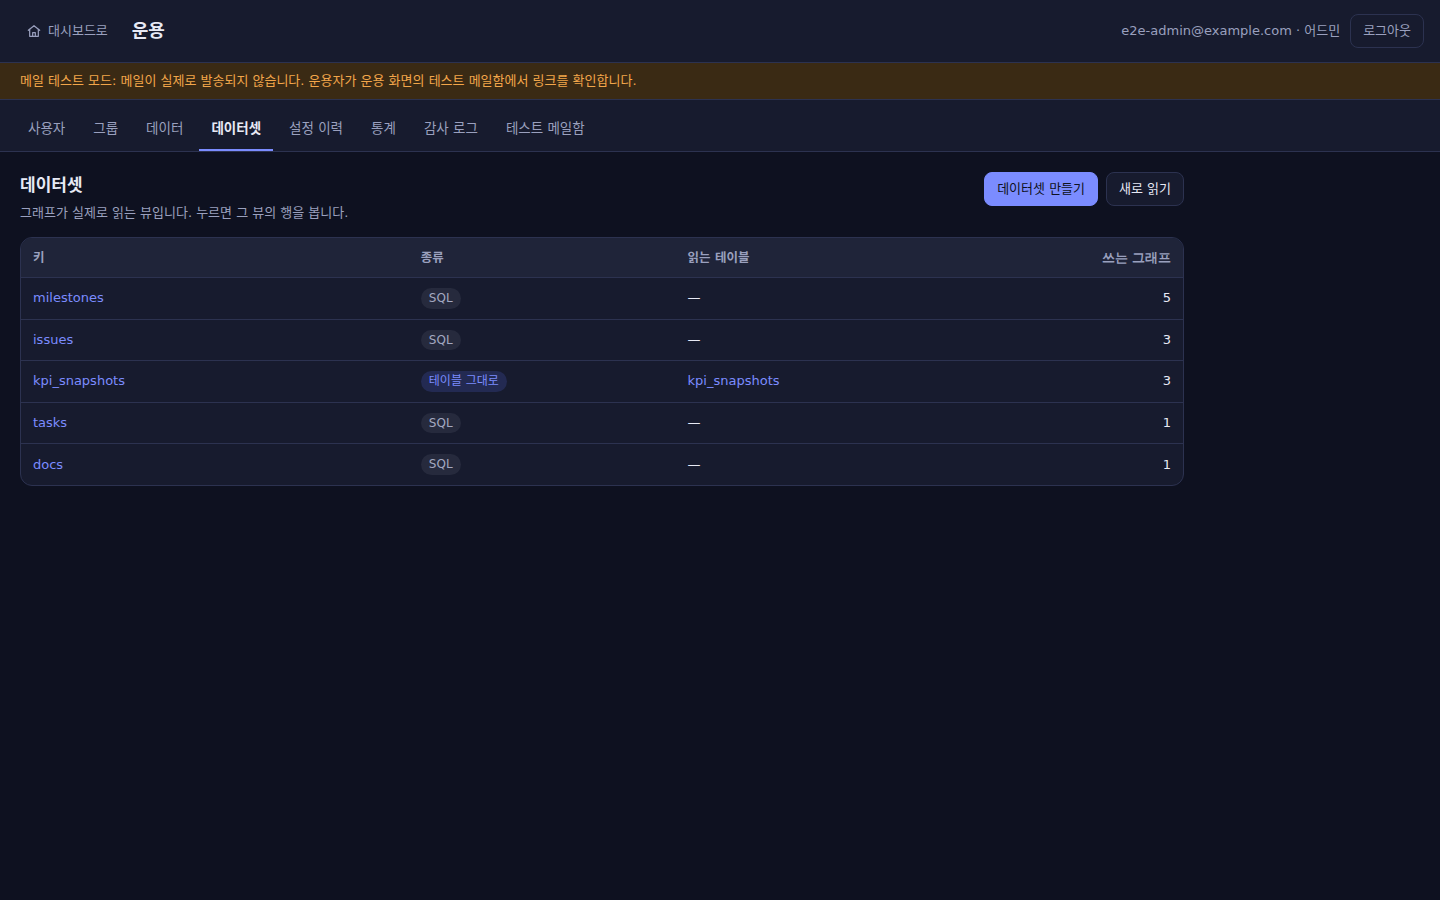 대시보드로 운용 e2e-admin@example.com · 어드민 로그아웃
메일 테스트 모드: 메일이 실제로 발송되지 않습니다. 운용자가 운용 화면의 테스트 메일함에서 링크를 확인합니다.
사용자 그룹 데이터 데이터셋 설정 이력 통계 감사 로그 테스트 메일함
데이터셋 데이터셋 만들기 새로 읽기
그래프가 실제로 읽는 뷰입니다. 누르면 그 뷰의 행을 봅니다.
키 종류 읽는 테이블 쓰는 그래프
milestones SQL — 5
issues SQL — 3
kpi_snapshots 테이블 그대로 kpi_snapshots 3
tasks SQL — 1
docs SQL — 1